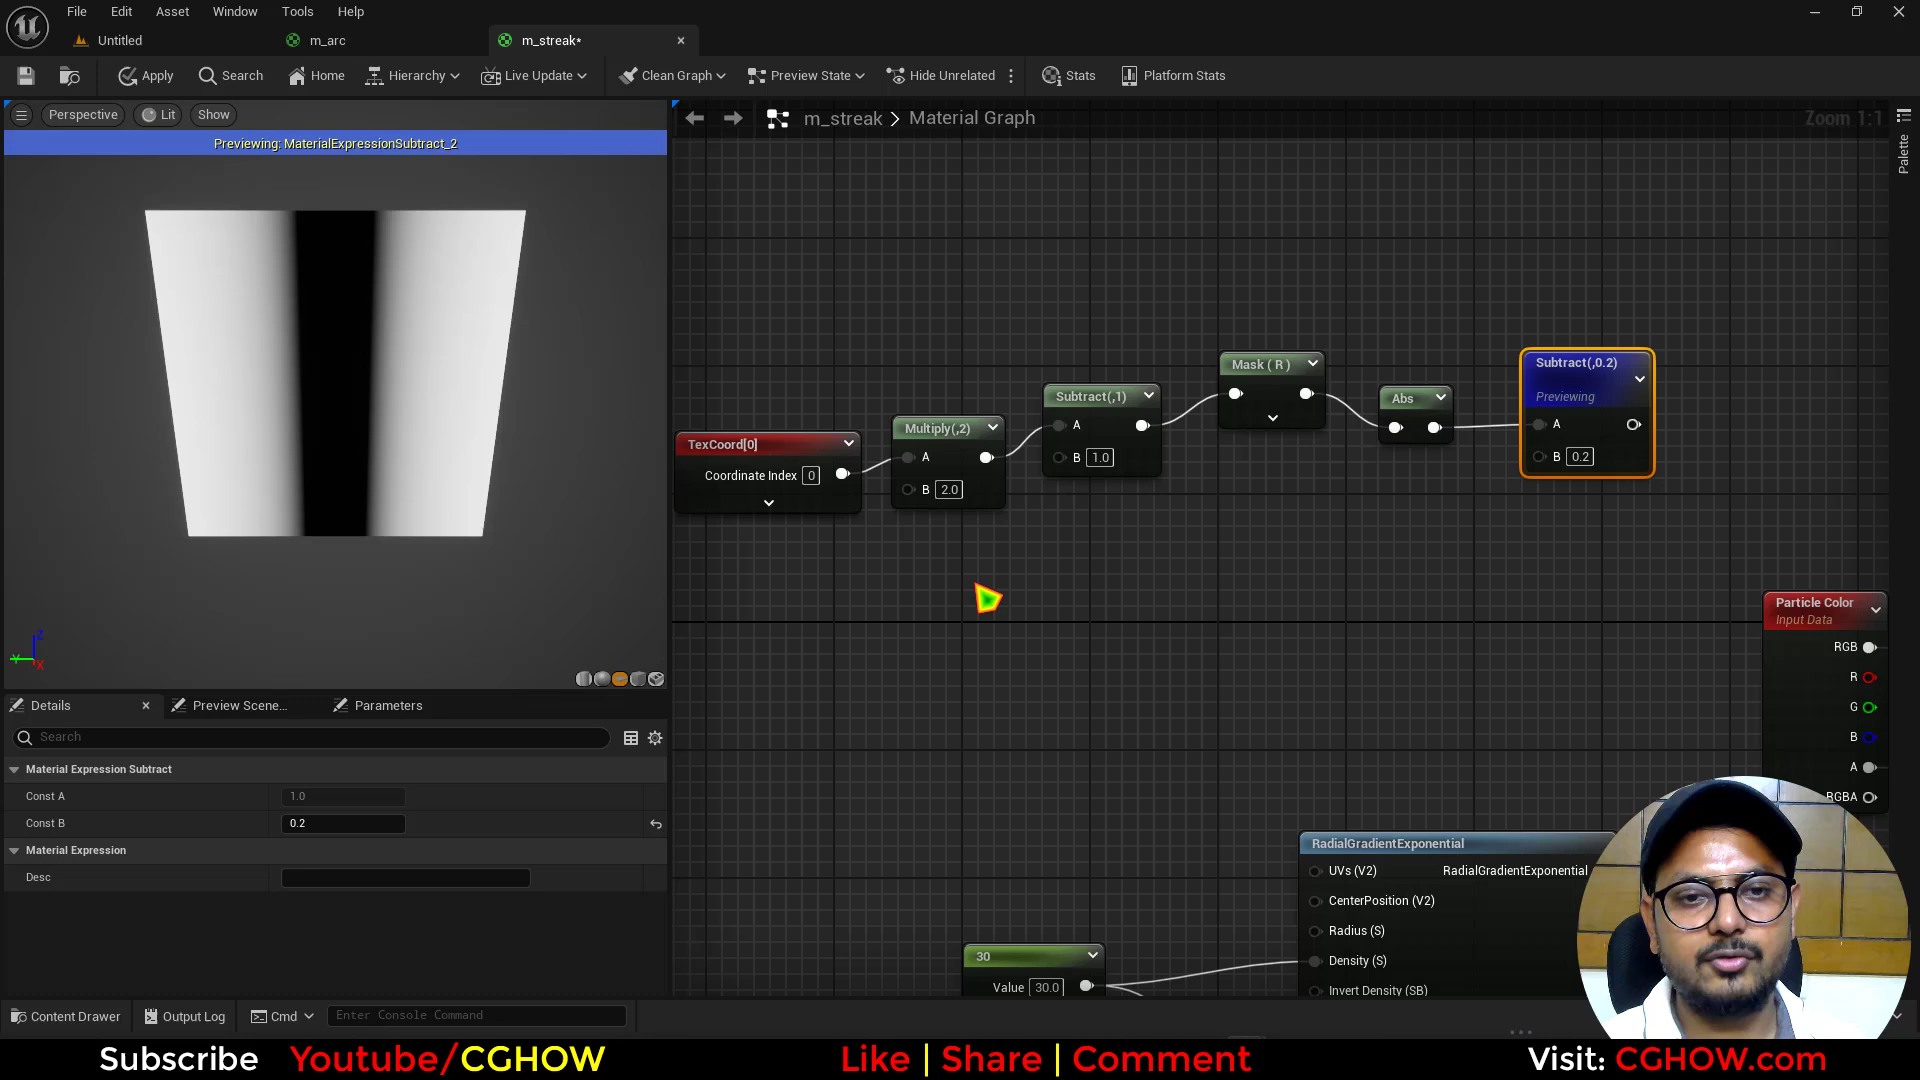 File Edit Asset Window Tools Help
Untitled m_arc m_streak*
Apply Search Home Hierarchy Live Update Clean Graph Preview State Hide Unrelated Stats Platform Stats
Perspective Lit Show
Previewing: MaterialExpressionSubtract_2
m_streak > Material Graph
Zoom 1:1
Palette
Subtract(,0.2)
Previewing
A
B 0.2
Mask ( R )
Abs
Subtract(,1)
A
B 1.0
Multiply(,2)
A
B 2.0
TexCoord[0]
Coordinate Index 0
Particle Color
Input Data
RGB
R
G
B
A
RGBA
RadialGradientExponential
UVs (V2) RadialGradientExponential
CenterPosition (V2)
Radius (S)
Density (S)
Invert Density (SB)
30
Value 30.0
Z
Y
X
Details Preview Scene... Parameters
Search
Material Expression Subtract
Const A 1.0
Const B 0.2
Material Expression
Desc
Content Drawer Output Log Cmd Enter Console Command
Subscribe Youtube/CGHOW Like | Share | Comment Visit: CGHOW.com